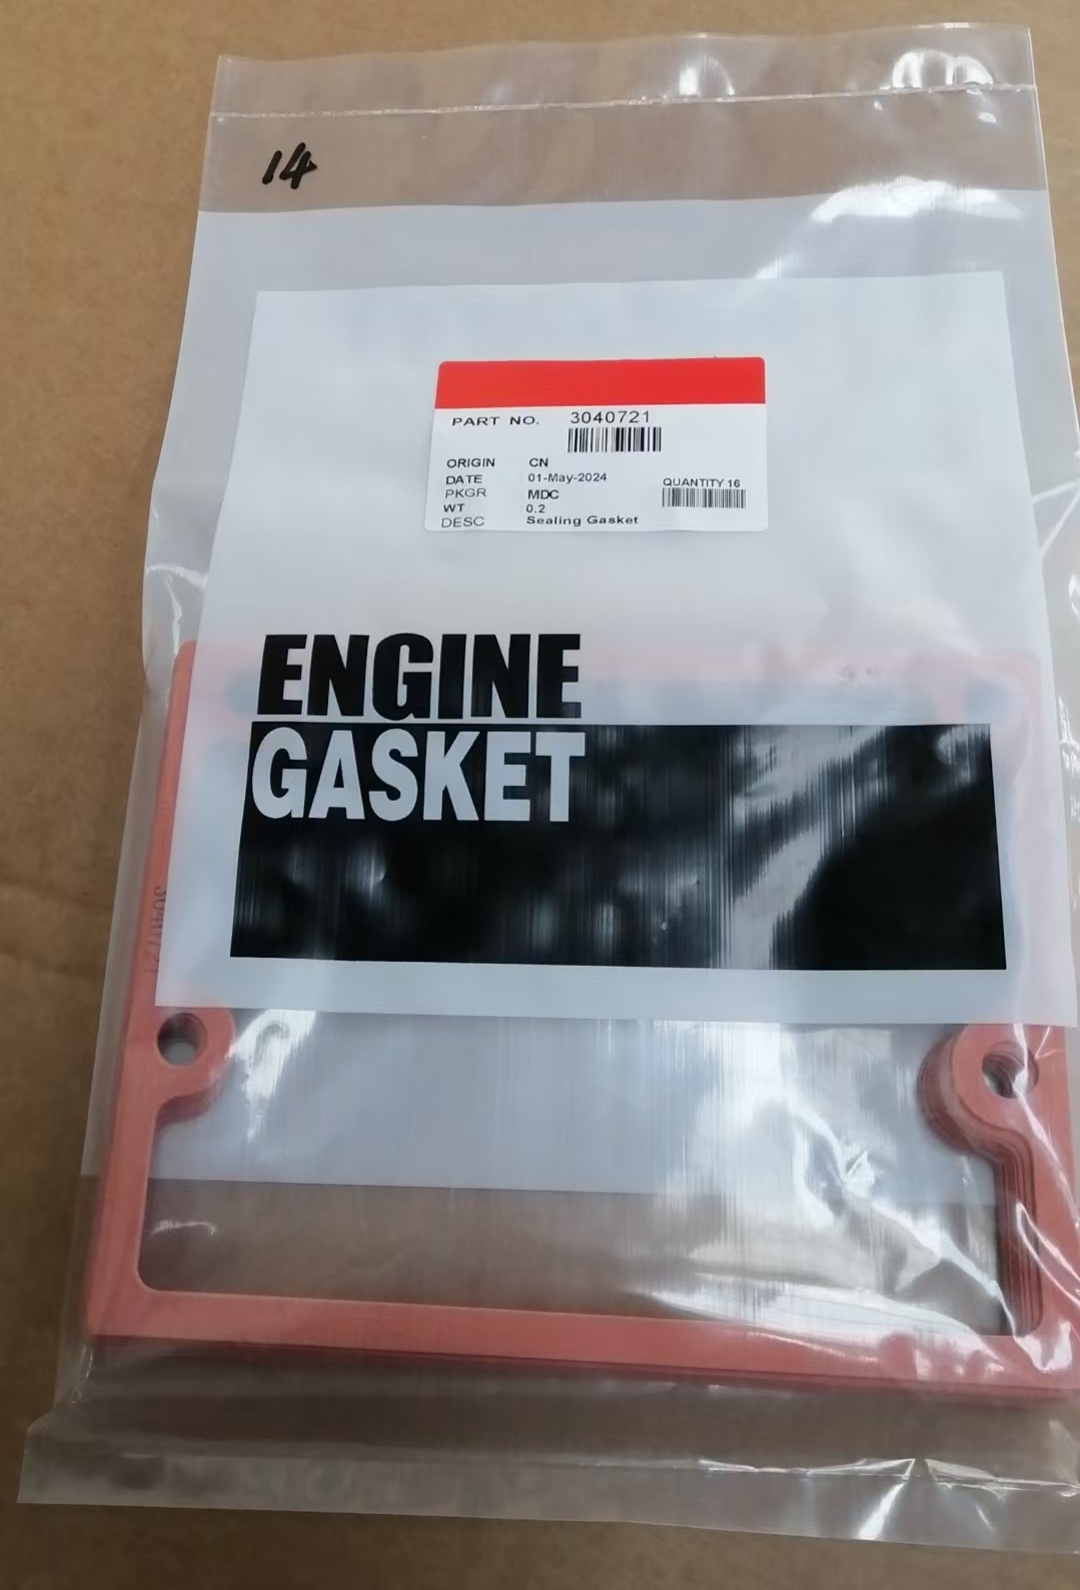 14
PART NO. 3040721
ORIGIN CN
DATE 01-May-2024
PKGR MDC
QUANTITY 16
WT 0.2
DESC Sealing Gasket
ENGINE
GASKET
3040721